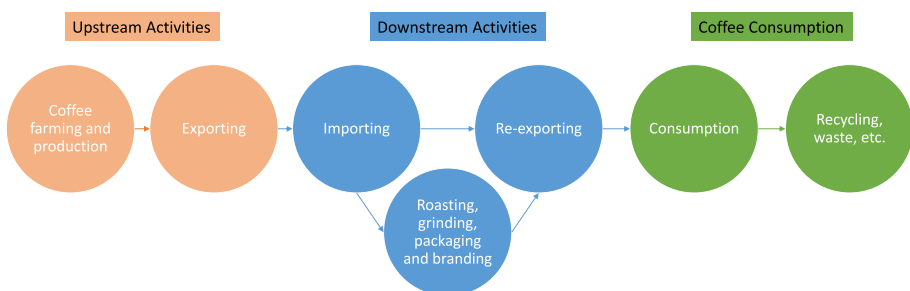 Upstream Activities
Downstream Activities
Coffee Consumption
Coffee
farming and
production
Exporting
Importing
Re-exporting
Consumption
Recycling,
waste, etc.
Roasting,
grinding,
packaging
and branding